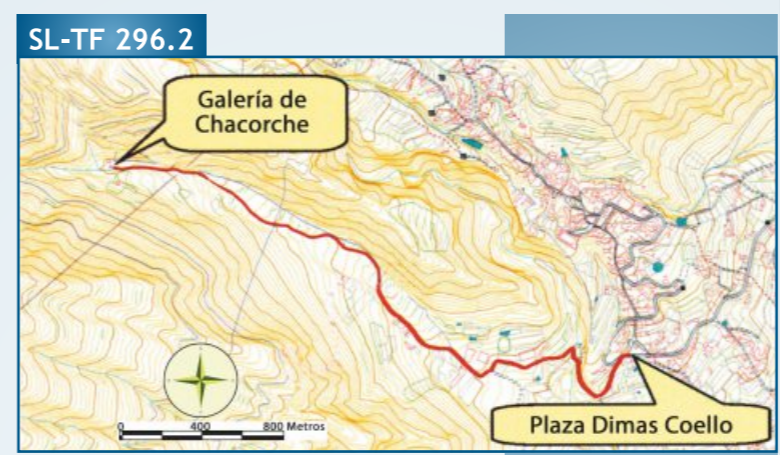 SL-TF 296.2
Galería de
Chacorche
0 400 800 Metros
Plaza Dimas Coello